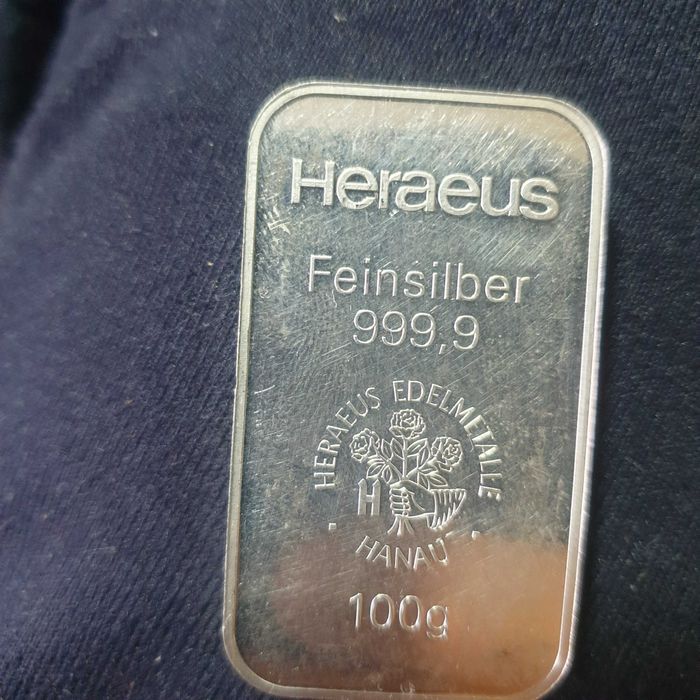 Heraeus
Feinsilber
999,9
HERAEUS EDELMETALLE
H
HANAU
100g